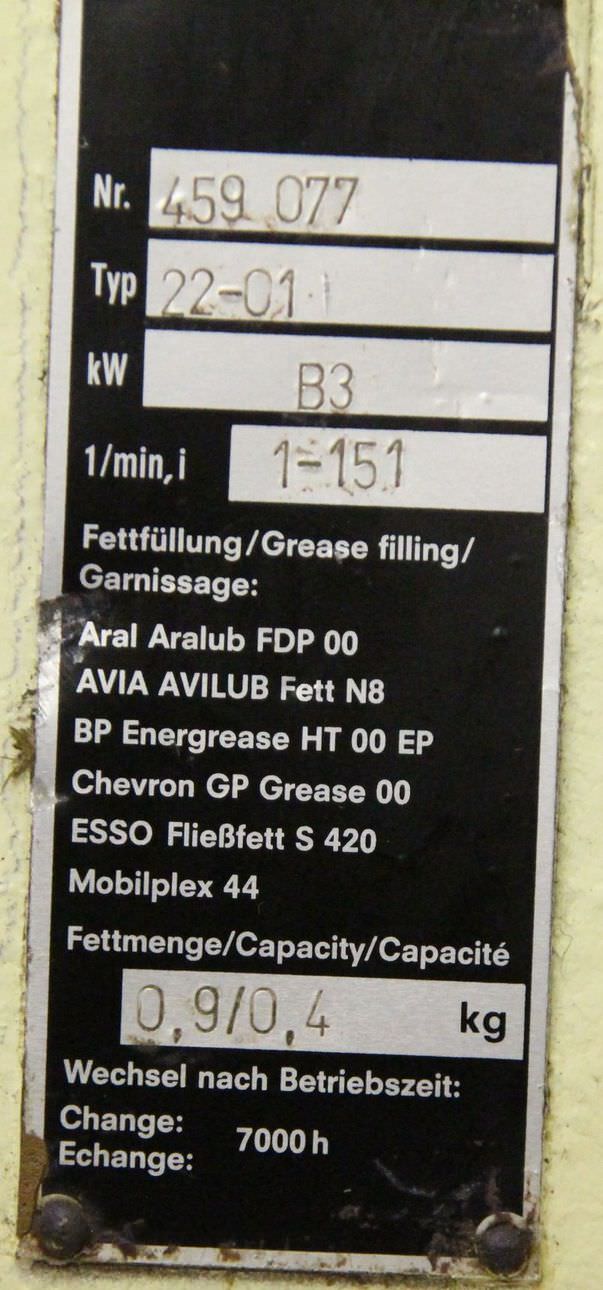 Nr. 459 077
Typ 22-01
kW B3
1/min,i 1-151
Fettfüllung/Grease filling/
Garnissage:
Aral Aralub FDP 00
AVIA AVILUB Fett N8
BP Energrease HT 00 EP
Chevron GP Grease 00
ESSO Fließfett S 420
Mobilplex 44
Fettmenge/Capacity/Capacité
0,9/0,4 kg
Wechsel nach Betriebszeit:
Change: 7000 h
Echange: